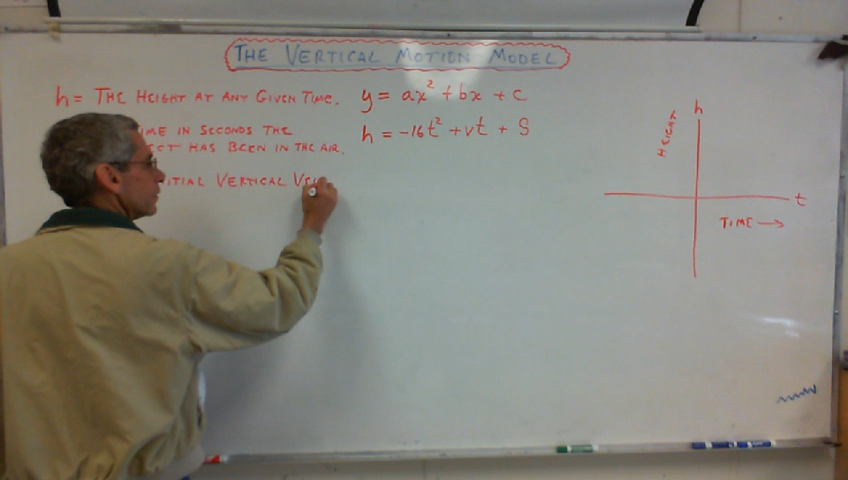 THE VERTICAL MOTION MODEL
h = THE HEIGHT AT ANY GIVEN TIME.
IME IN SECONDS THE
ECT HAS BEEN IN THE AIR.
ITIAL VERTICAL
y = ax² + bx + c
h = -16t² + vt + S
h
HEIGHT
t
TIME →